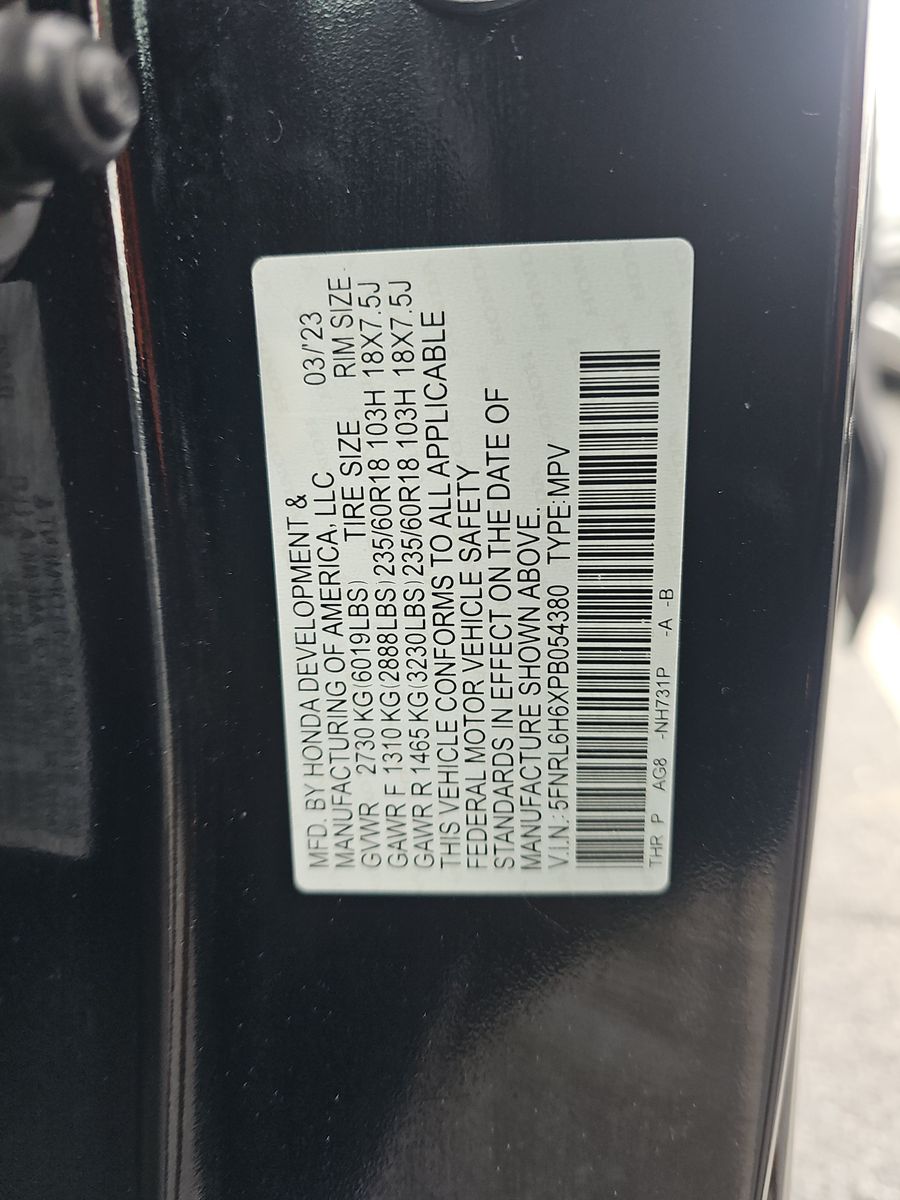 MFD. BY HONDA DEVELOPMENT & 03/'23
MANUFACTURING OF AMERICA, LLC
TIRE SIZE RIM SIZE
GVWR 2730 KG(6019LBS)
GAWR F 1310 KG(2888LBS) 235/60R18 103H 18X7.5J
GAWR R 1465 KG(3230LBS) 235/60R18 103H 18X7.5J
THIS VEHICLE CONFORMS TO ALL APPLICABLE
FEDERAL MOTOR VEHICLE SAFETY
STANDARDS IN EFFECT ON THE DATE OF
MANUFACTURE SHOWN ABOVE.
V.I.N.:5FNRL6H6XPB054380 TYPE:MPV
THR P AG8 -NH731P -A -B